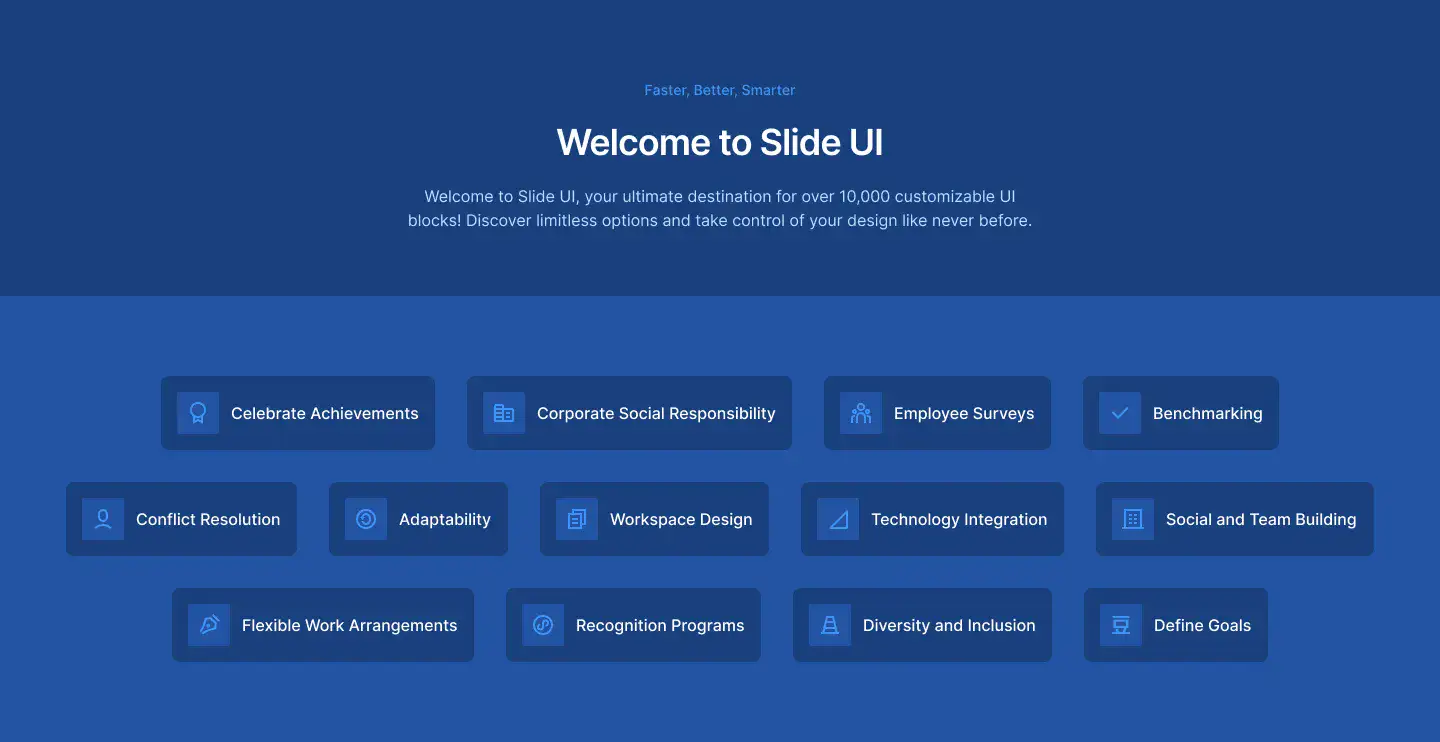 Faster, Better, Smarter
Welcome to Slide UI
Welcome to Slide UI, your ultimate destination for over 10,000 customizable UI
blocks! Discover limitless options and take control of your design like never before.
Celebrate Achievements
Corporate Social Responsibility
Employee Surveys
Benchmarking
Conflict Resolution
Adaptability
Workspace Design
Technology Integration
Social and Team Building
Flexible Work Arrangements
Recognition Programs
Diversity and Inclusion
Define Goals